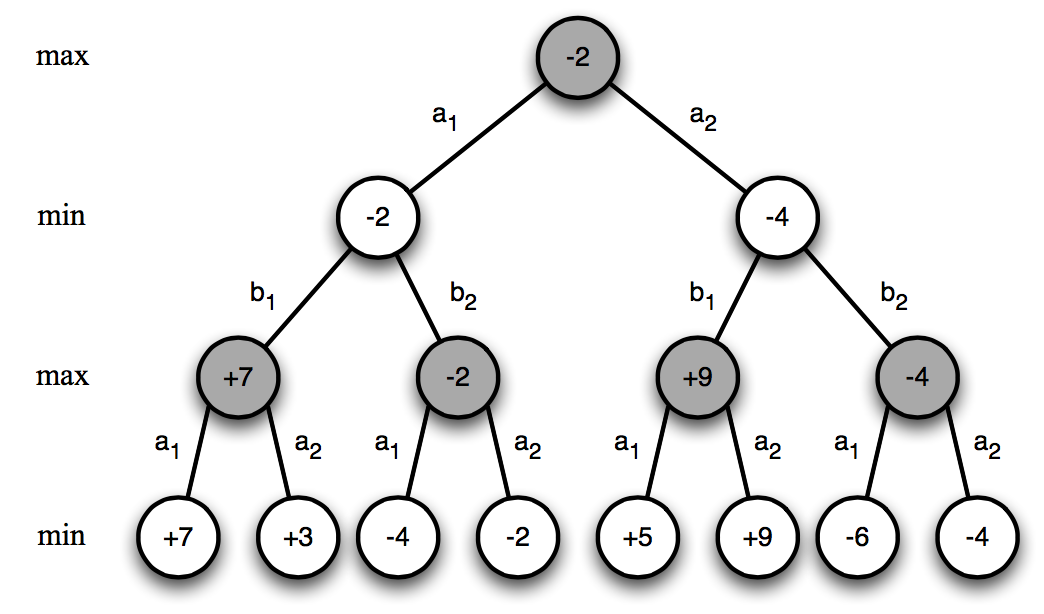 max -2
a1 a2
min -2 -4
b1 b2 b1 b2
max +7 -2 +9 -4
a1 a2 a1 a2 a1 a2 a1 a2
min +7 +3 -4 -2 +5 +9 -6 -4